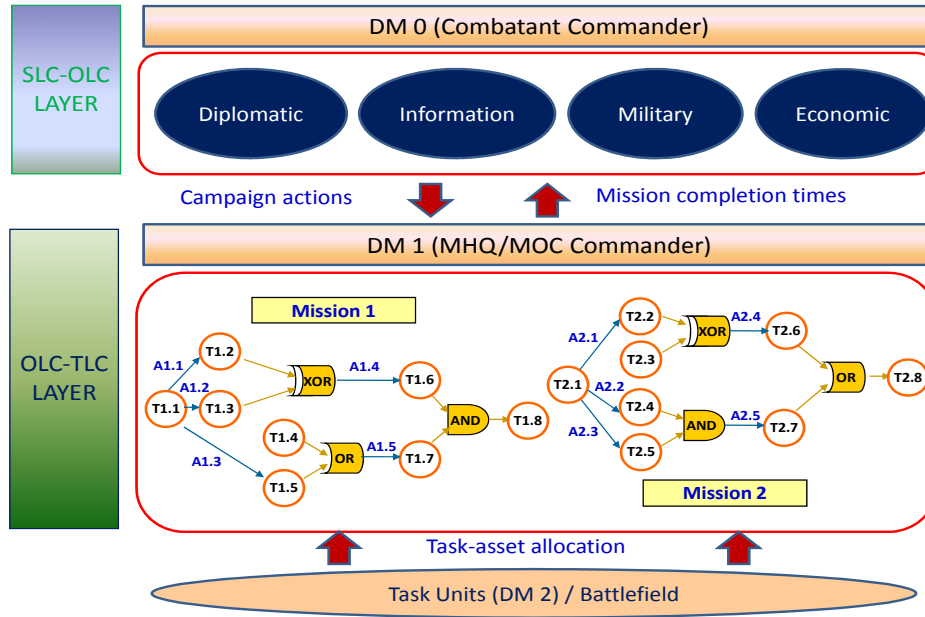 DM 0 (Combatant Commander)
SLC-OLC
LAYER
Diplomatic
Information
Military
Economic
Campaign actions
Mission completion times
DM 1 (MHQ/MOC Commander)
OLC-TLC
LAYER
Mission 1
A1.1
A1.2
A1.3
T1.1
T1.2
T1.3
T1.4
T1.5
XOR
OR
A1.4
A1.5
T1.6
T1.7
AND
T1.8
A2.1
A2.2
A2.3
T2.1
T2.2
T2.3
T2.4
T2.5
XOR
AND
A2.4
A2.5
T2.6
T2.7
OR
T2.8
Mission 2
Task-asset allocation
Task Units (DM 2) / Battlefield